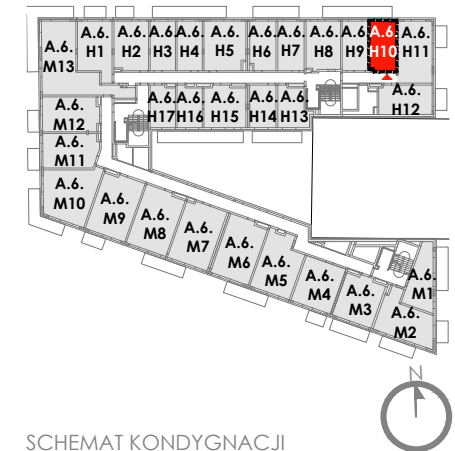 A.6. H1
A.6. H2
A.6. H3
A.6. H4
A.6. H5
A.6. H6
A.6. H7
A.6. H8
A.6. H9
A.6. H10
A.6. H11
A.6. M13
A.6. H12
A.6. H17
A.6. H16
A.6. H15
A.6. H14
A.6. H13
A.6. M12
A.6. M11
A.6. M10
A.6. M9
A.6. M8
A.6. M7
A.6. M6
A.6. M5
A.6. M4
A.6. M3
A.6. M1
A.6. M2
N
SCHEMAT KONDYGNACJI